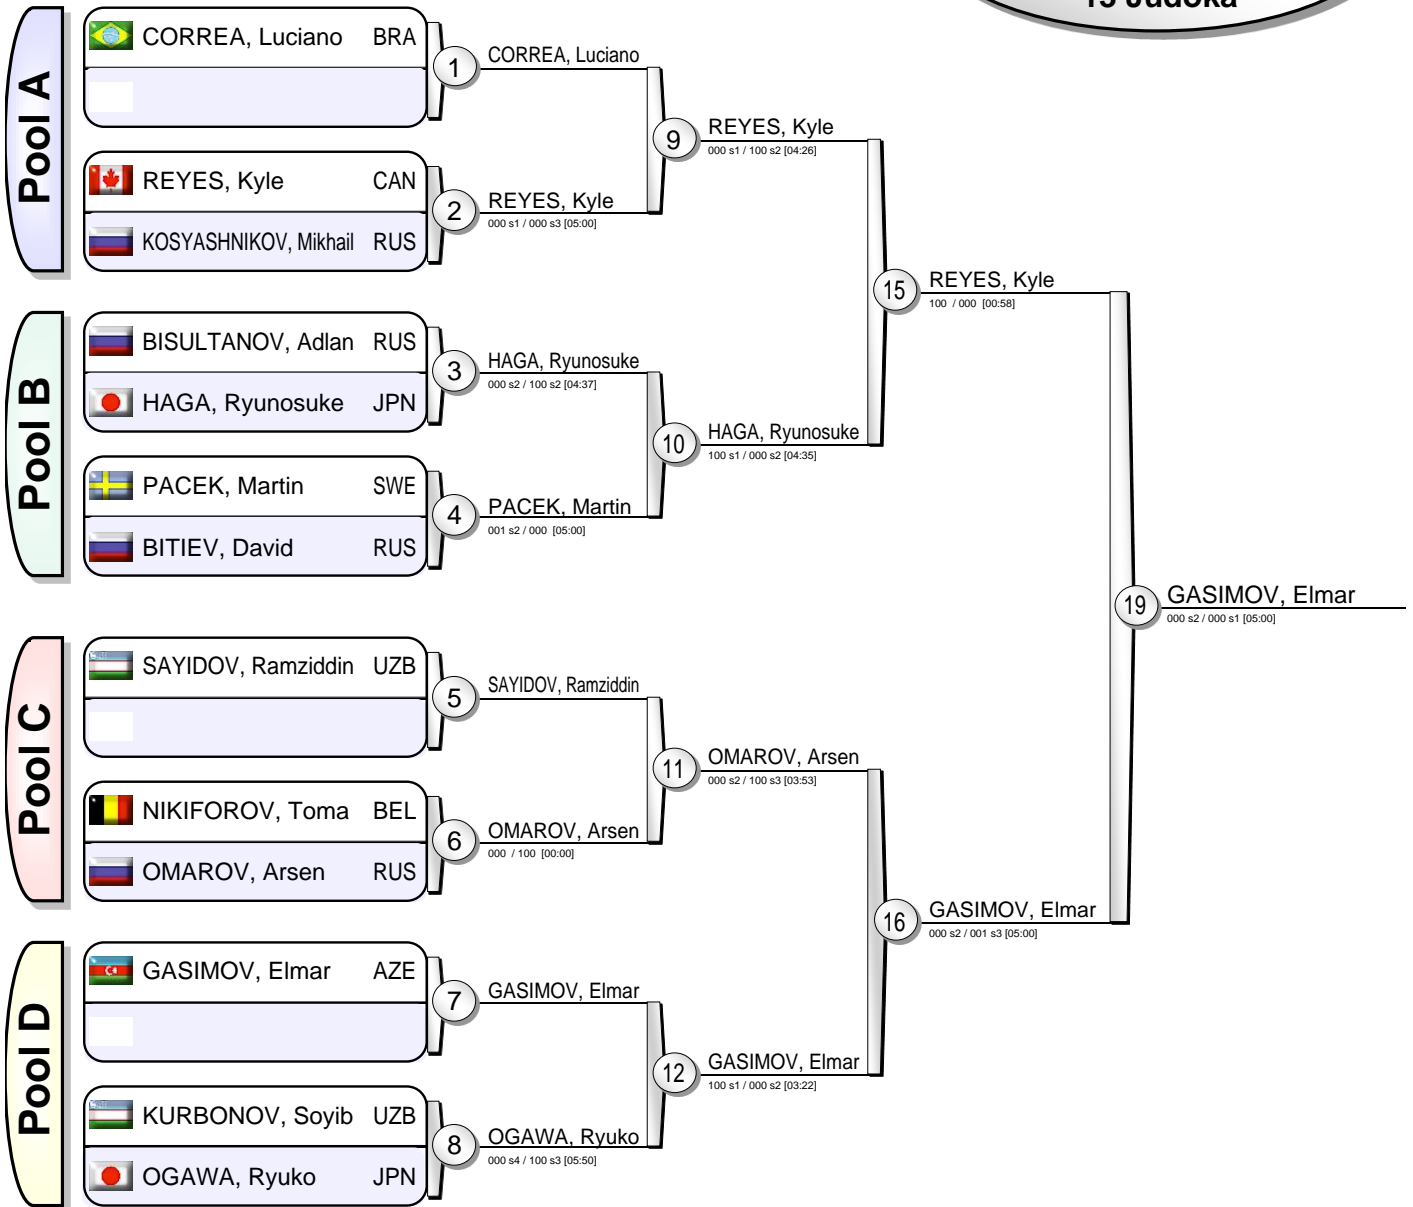 13 Judoka
Pool A
CORREA, Luciano BRA
1
CORREA, Luciano
REYES, Kyle CAN
KOSYASHNIKOV, Mikhail RUS
2
REYES, Kyle
000 s1 / 000 s3 [05:00]
9
REYES, Kyle
000 s1 / 100 s2 [04:26]
Pool B
BISULTANOV, Adlan RUS
HAGA, Ryunosuke JPN
3
HAGA, Ryunosuke
000 s2 / 100 s2 [04:37]
PACEK, Martin SWE
BITIEV, David RUS
4
PACEK, Martin
001 s2 / 000 [05:00]
10
HAGA, Ryunosuke
100 s1 / 000 s2 [04:35]
15
REYES, Kyle
100 / 000 [00:58]
Pool C
SAYIDOV, Ramziddin UZB
5
SAYIDOV, Ramziddin
NIKIFOROV, Toma BEL
OMAROV, Arsen RUS
6
OMAROV, Arsen
000 / 100 [00:00]
11
OMAROV, Arsen
000 s2 / 100 s3 [03:53]
Pool D
GASIMOV, Elmar AZE
7
GASIMOV, Elmar
KURBONOV, Soyib UZB
OGAWA, Ryuko JPN
8
OGAWA, Ryuko
000 s4 / 100 s3 [05:50]
12
GASIMOV, Elmar
100 s1 / 000 s2 [03:22]
16
GASIMOV, Elmar
000 s2 / 001 s3 [05:00]
19
GASIMOV, Elmar
000 s2 / 000 s1 [05:00]